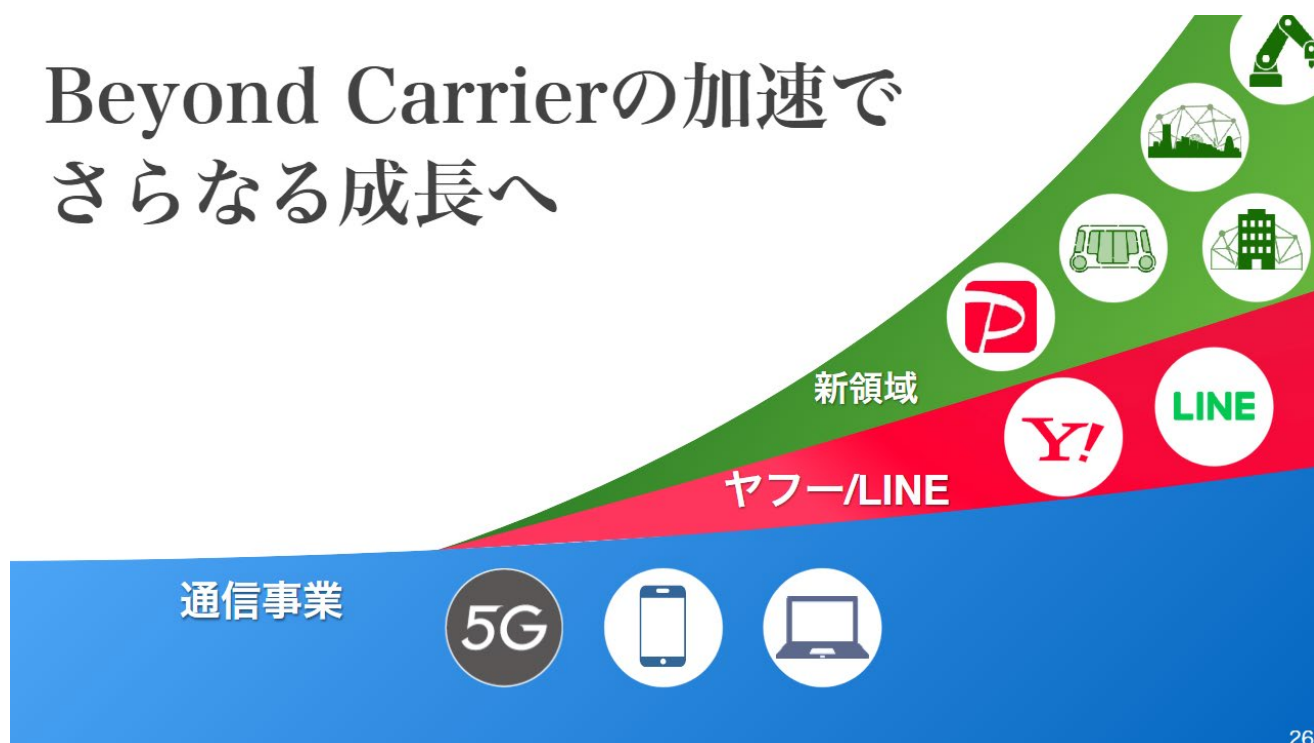 Beyond Carrierの加速で
さらなる成長へ
新領域
Y!
LINE
ヤフー/LINE
通信事業
5G
26